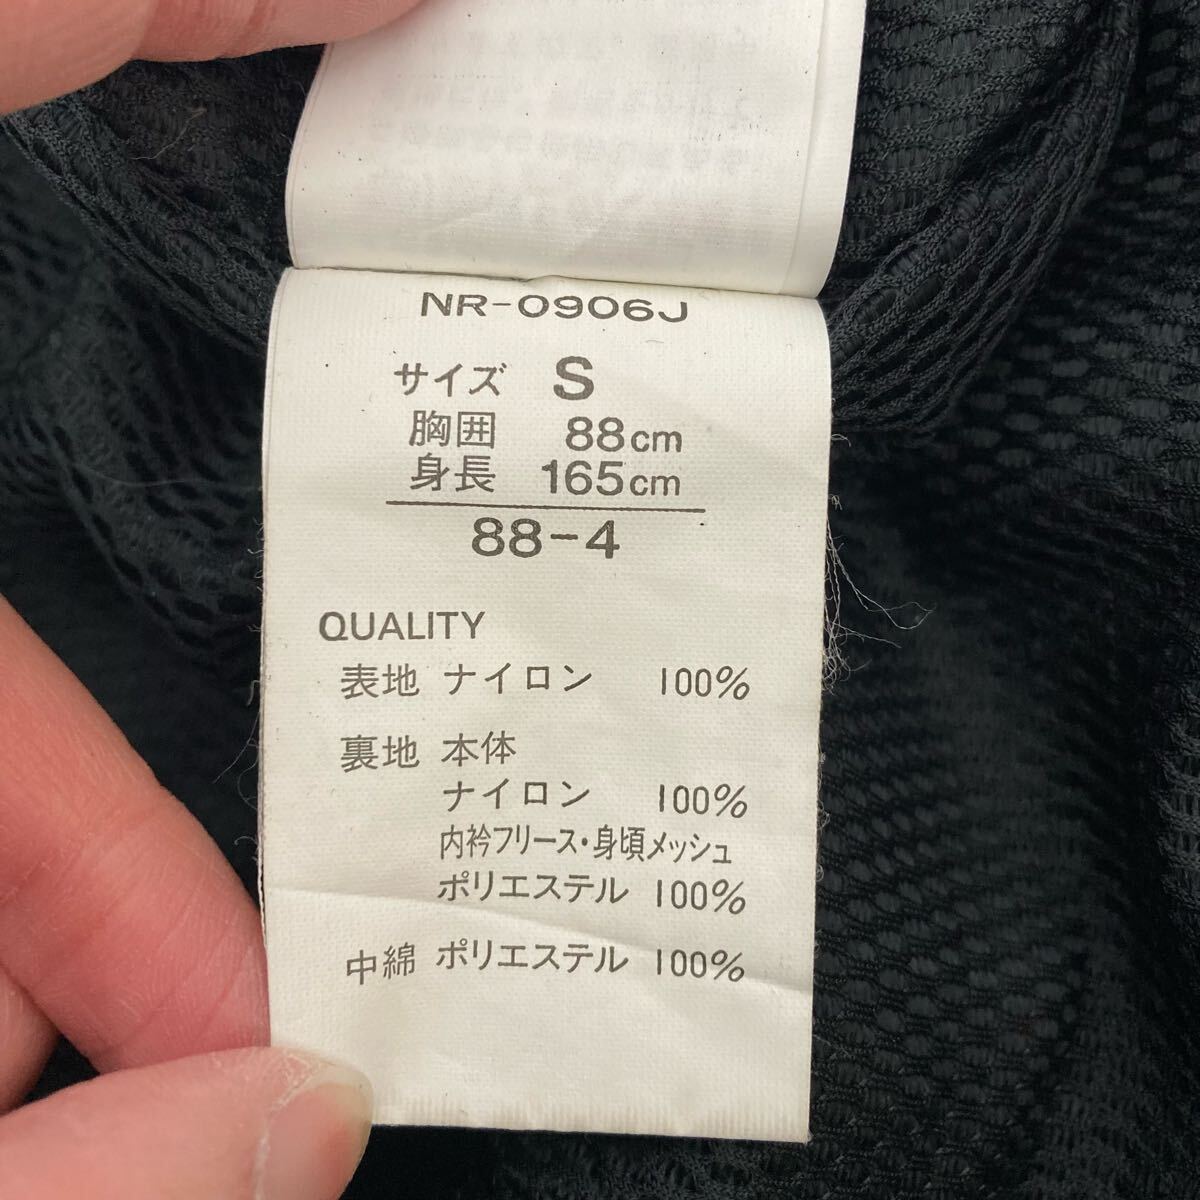 NR-0906J
サイズ S
胸囲 88cm
身長 165cm
88-4
QUALITY
表地 ナイロン 100%
裏地 本体
ナイロン 100%
内衿フリース・身頃メッシュ
ポリエステル 100%
中綿 ポリエステル 100%